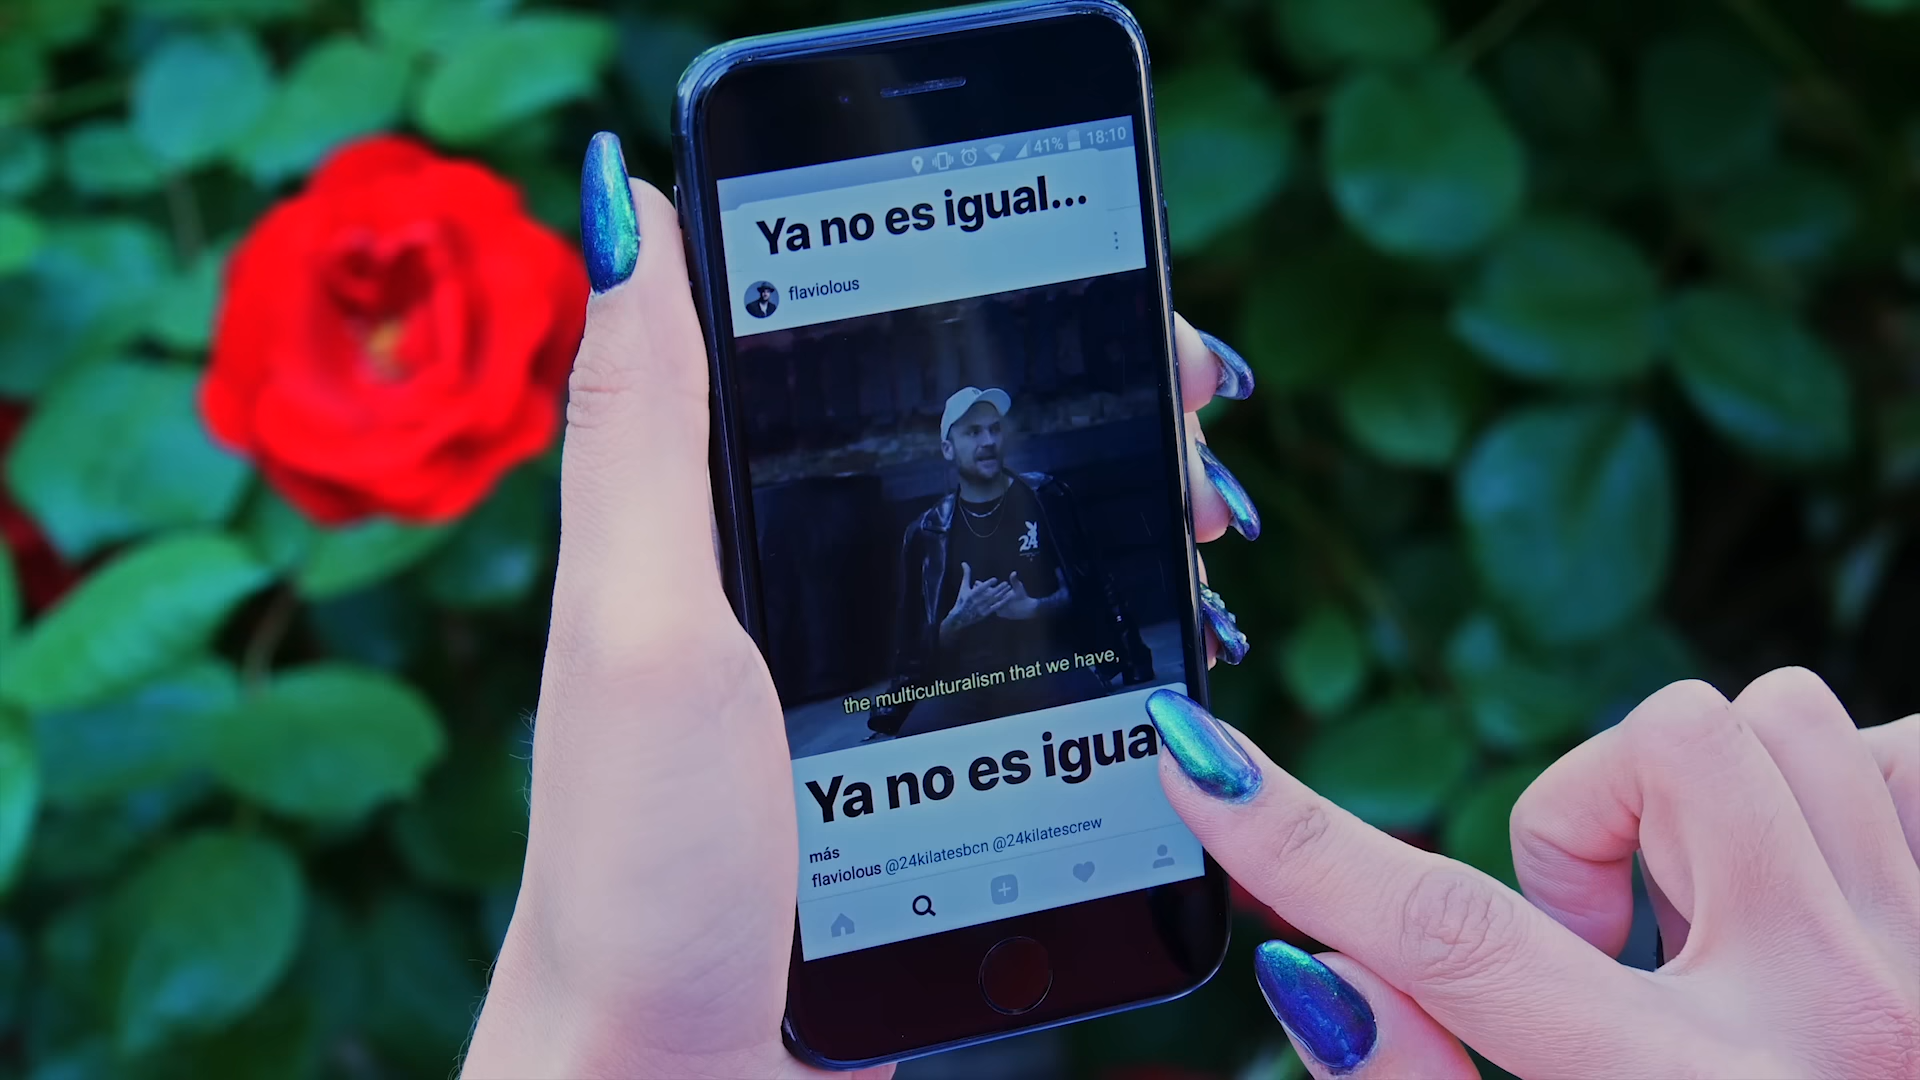 41% 18:10
Ya no es igual...
flaviolous
24
the multiculturalism that we have,
Ya no es igua
más
flaviolous @24kilatesbcn @24kilatescrew